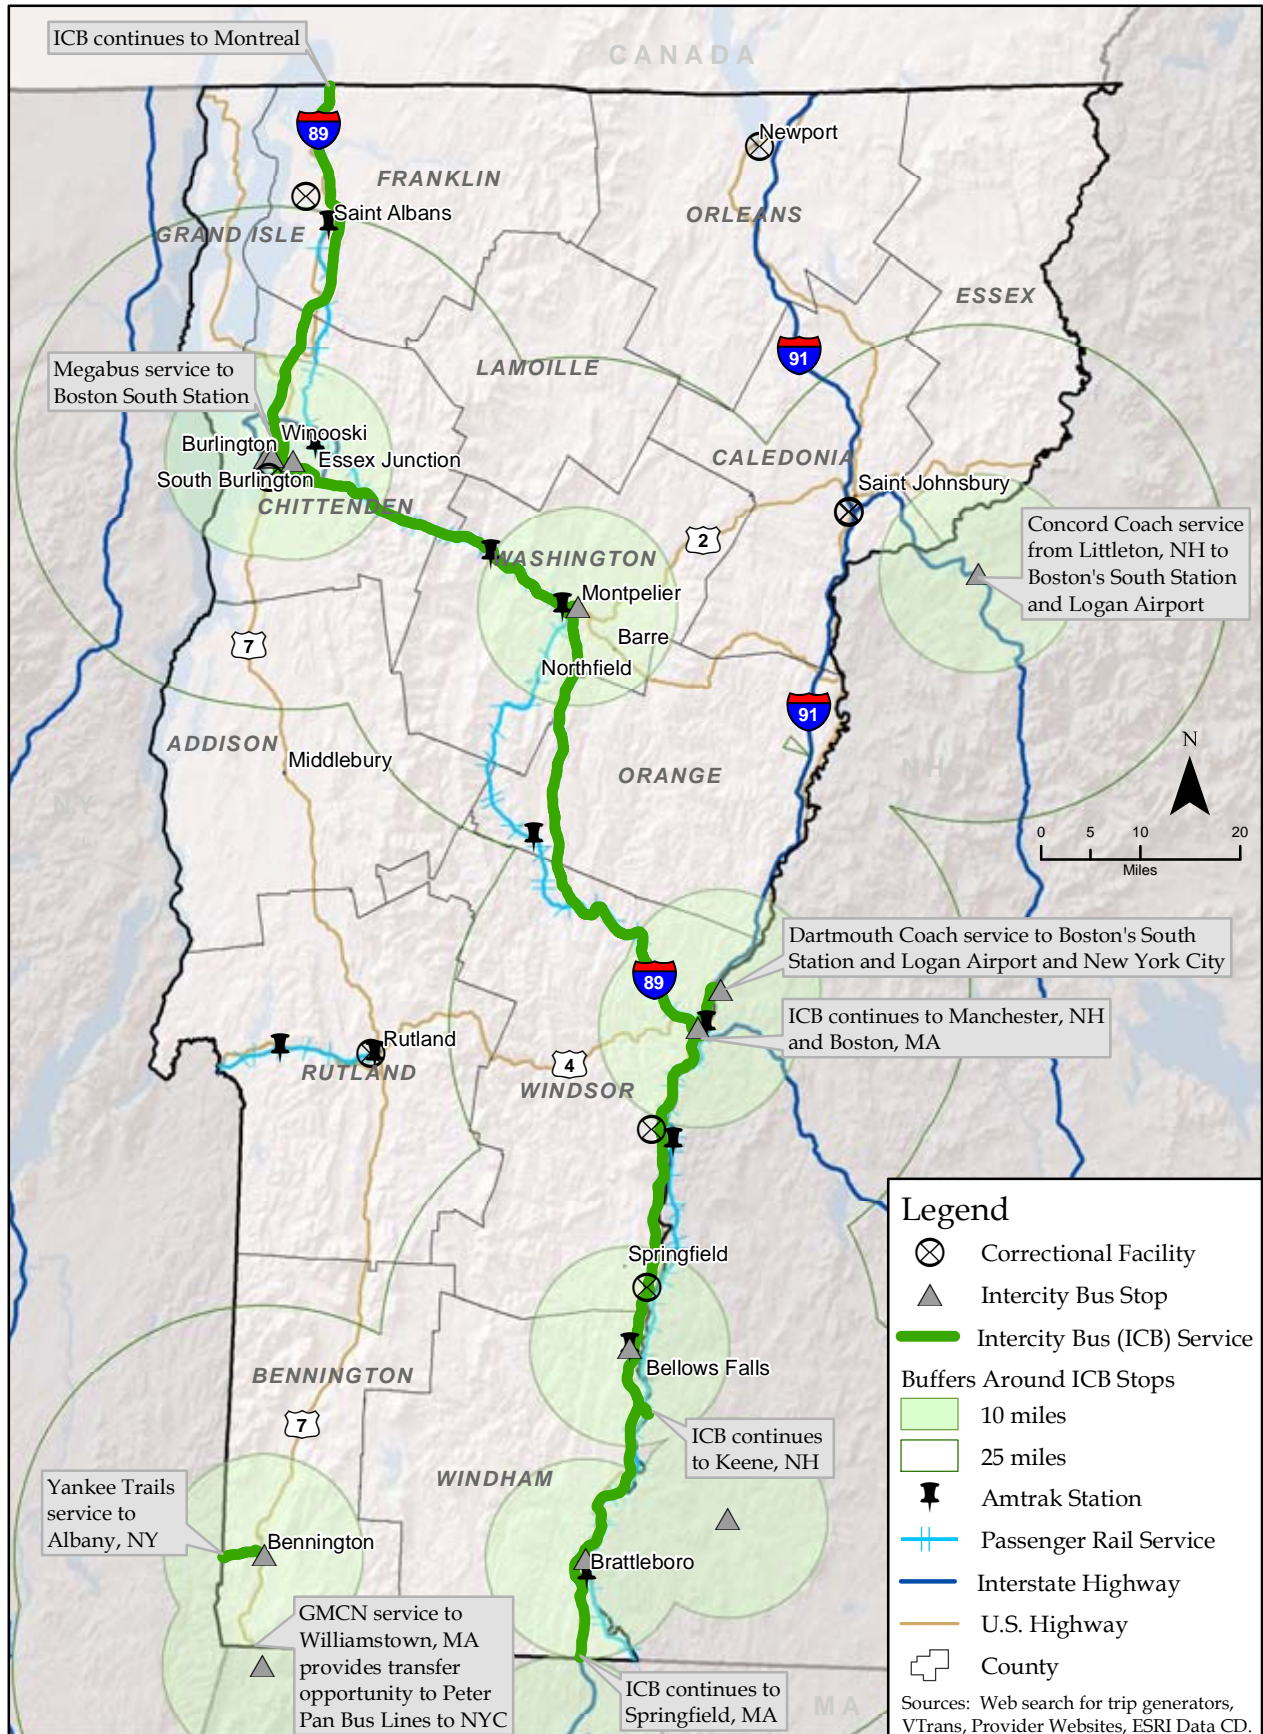 ICB continues to Montreal
CANADA
89
Newport
FRANKLIN
ORLEANS
Saint Albans
GRAND ISLE
ESSEX
91
Megabus service to
Boston South Station
LAMOILLE
Winooski
Burlington
Essex Junction
South Burlington
CHITTENDEN
CALEDONIA
Saint Johnsbury
Concord Coach service
from Littleton, NH to
Boston's South Station
and Logan Airport
2
WASHINGTON
Montpelier
Barre
Northfield
7
91
ADDISON
Middlebury
ORANGE
NH
NY
N
0 5 10 20
Miles
Dartmouth Coach service to Boston's South
Station and Logan Airport and New York City
89
ICB continues to Manchester, NH
and Boston, MA
Rutland
RUTLAND
4
WINDSOR
Springfield
Bellows Falls
BENNINGTON
7
ICB continues
to Keene, NH
WINDHAM
Yankee Trails
service to
Albany, NY
Bennington
Brattleboro
GMCN service to
Williamstown, MA
provides transfer
opportunity to Peter
Pan Bus Lines to NYC
ICB continues to
Springfield, MA
MA
Legend
Correctional Facility
Intercity Bus Stop
Intercity Bus (ICB) Service
Buffers Around ICB Stops
10 miles
25 miles
Amtrak Station
Passenger Rail Service
Interstate Highway
U.S. Highway
County
Sources: Web search for trip generators,
VTrans, Provider Websites, ESRI Data CD.